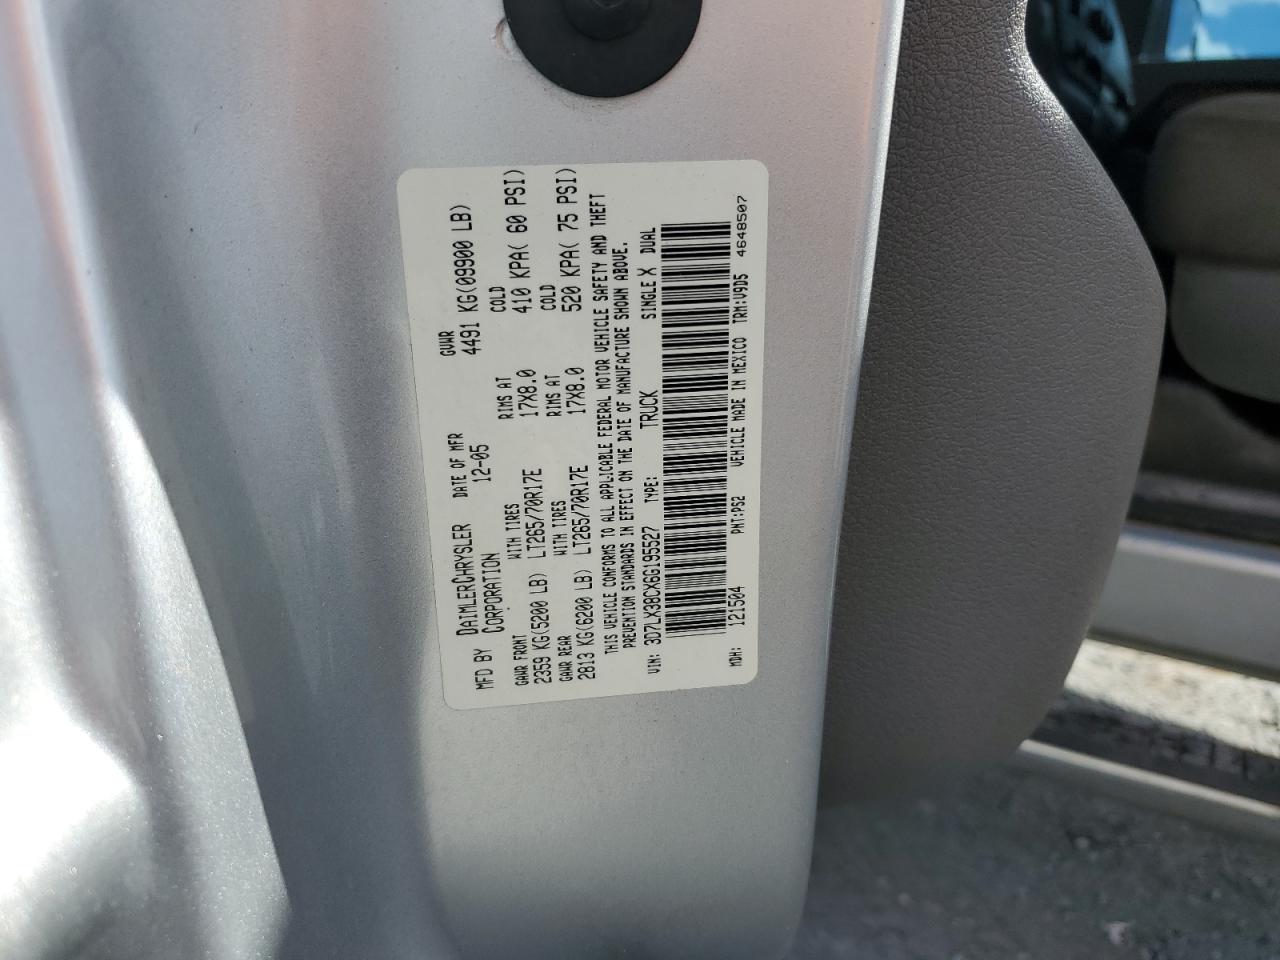 MFD BY DAIMLERCHRYSLER CORPORATION DATE OF MFR 12-05 GVWR 4491 KG(09900 LB)
GAWR FRONT WITH TIRES RIMS AT COLD
2359 KG(5200 LB) LT265/70R17E 17X8.0 410 KPA( 60 PSI)
GAWR REAR WITH TIRES RIMS AT COLD
2813 KG(6200 LB) LT265/70R17E 17X8.0 520 KPA( 75 PSI)
THIS VEHICLE CONFORMS TO ALL APPLICABLE FEDERAL MOTOR VEHICLE SAFETY AND THEFT
PREVENTION STANDARDS IN EFFECT ON THE DATE OF MANUFACTURE SHOWN ABOVE.
VIN: 3D7LX38CX6G195527 TYPE: TRUCK SINGLE X DUAL
MDH: 121504 PNT:PS2 VEHICLE MADE IN MEXICO TRM:V9D5 4648507